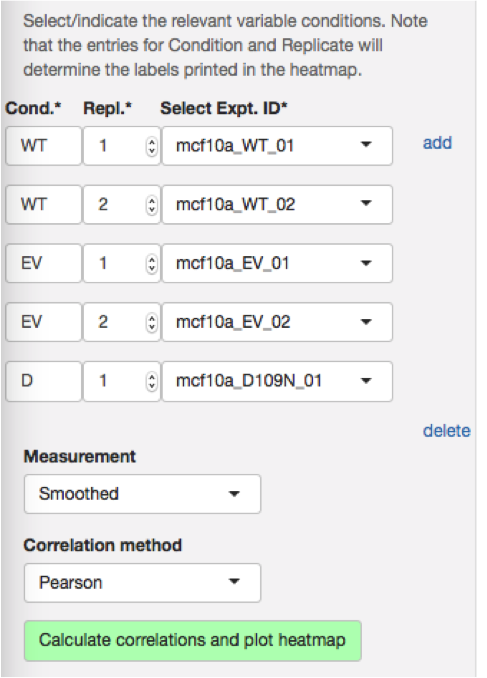 Select/indicate the relevant variable conditions. Note
that the entries for Condition and Replicate will
determine the labels printed in the heatmap.
Cond.* Repl.* Select Expt. ID*
WT 1 mcf10a_WT_01 add
WT 2 mcf10a_WT_02
EV 1 mcf10a_EV_01
EV 2 mcf10a_EV_02
D 1 mcf10a_D109N_01
delete
Measurement
Smoothed
Correlation method
Pearson
Calculate correlations and plot heatmap